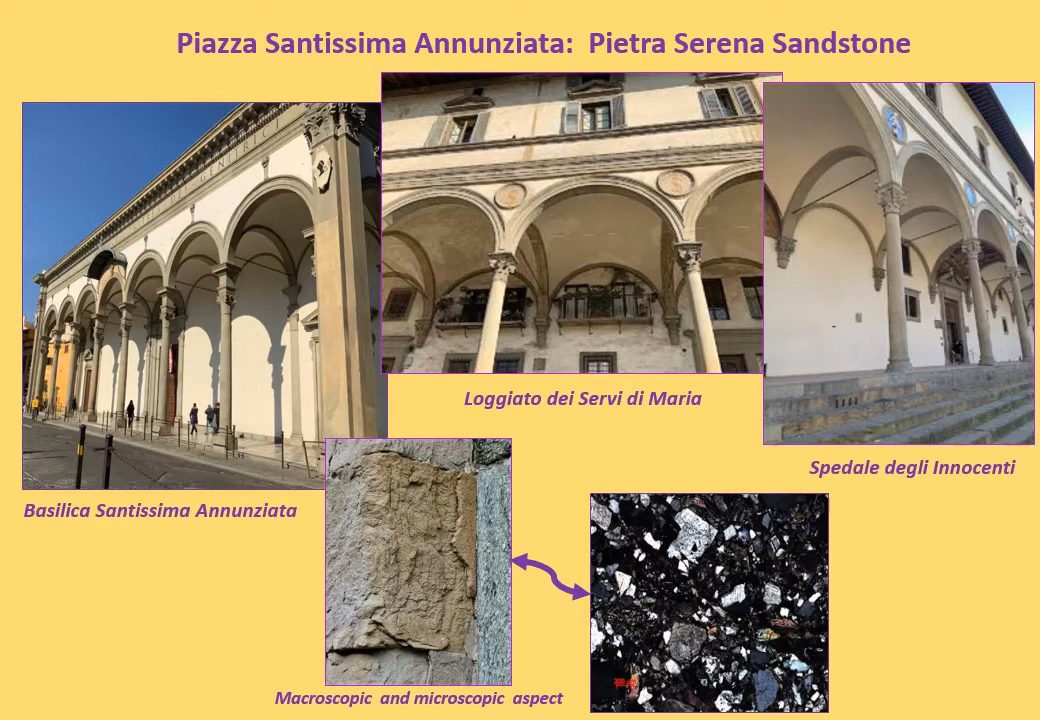 Piazza Santissima Annunziata: Pietra Serena Sandstone
Loggiato dei Servi di Maria
Spedale degli Innocenti
Basilica Santissima Annunziata
Macroscopic and microscopic aspect